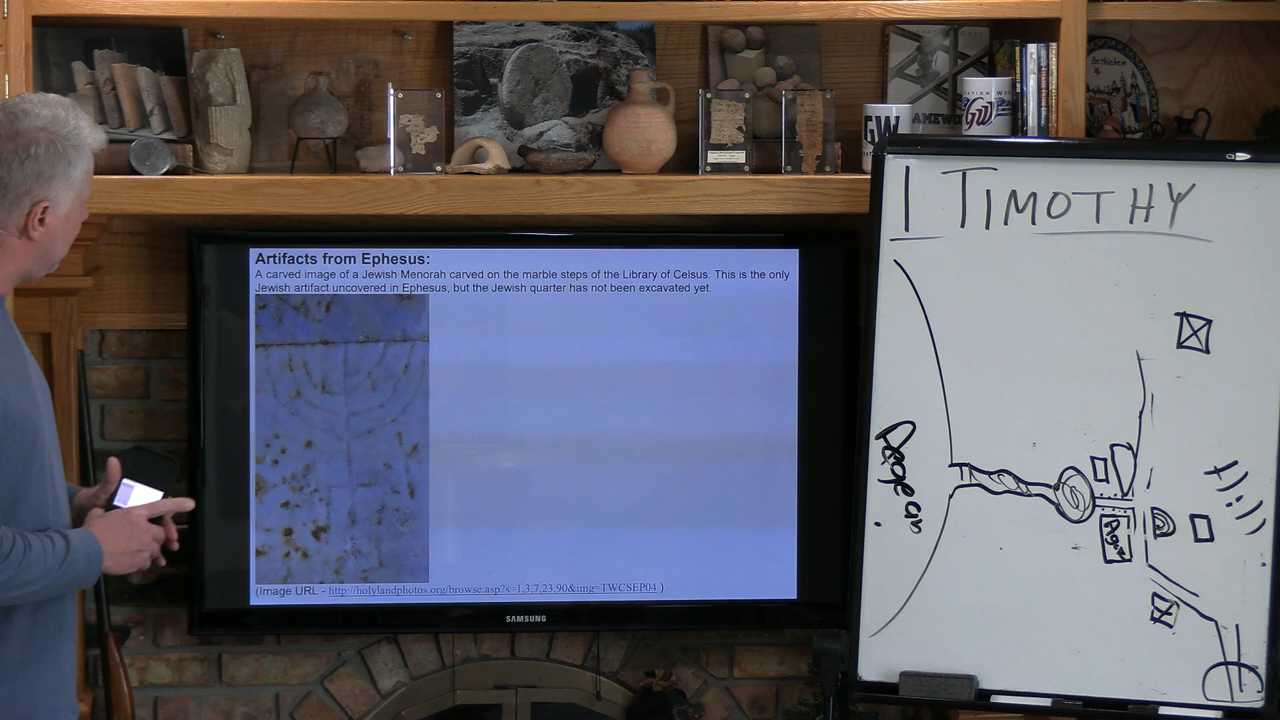 Bethlehem
GW
GW
Artifacts from Ephesus:
A carved image of a Jewish Menorah carved on the marble steps of the Library of Celsus. This is the only
Jewish artifact uncovered in Ephesus, but the Jewish quarter has not been excavated yet.
(Image URL - http://holylandphotos.org/browse.asp?s=1,3,7,23,90&img=TWCSEP04 )
SAMSUNG
I TIMOTHY